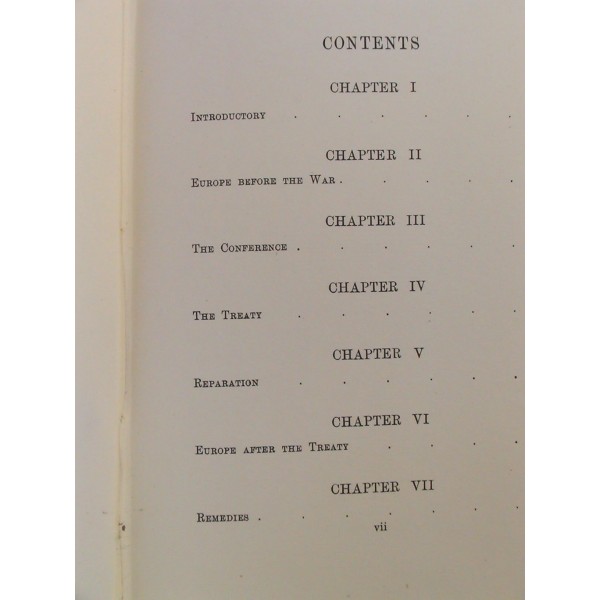 CONTENTS
CHAPTER I
Introductory . . . . . .
CHAPTER II
Europe before the War . . . . .
CHAPTER III
The Conference . . . . . .
CHAPTER IV
The Treaty . . . . . .
CHAPTER V
Reparation . . . . . .
CHAPTER VI
Europe after the Treaty . . . .
CHAPTER VII
Remedies . . . . . . .
vii